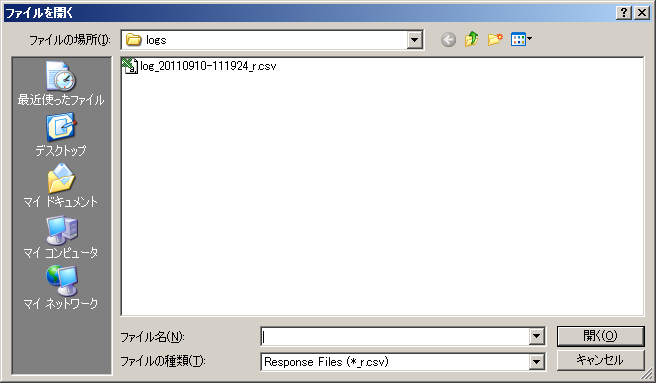 ファイルを開く
ファイルの場所(I):
logs
log_20110910-111924_r.csv
最近使ったファイル
デスクトップ
マイ ドキュメント
マイ コンピュータ
マイ ネットワーク
ファイル名(N):
開く(O)
ファイルの種類(T):
Response Files (*_r.csv)
キャンセル